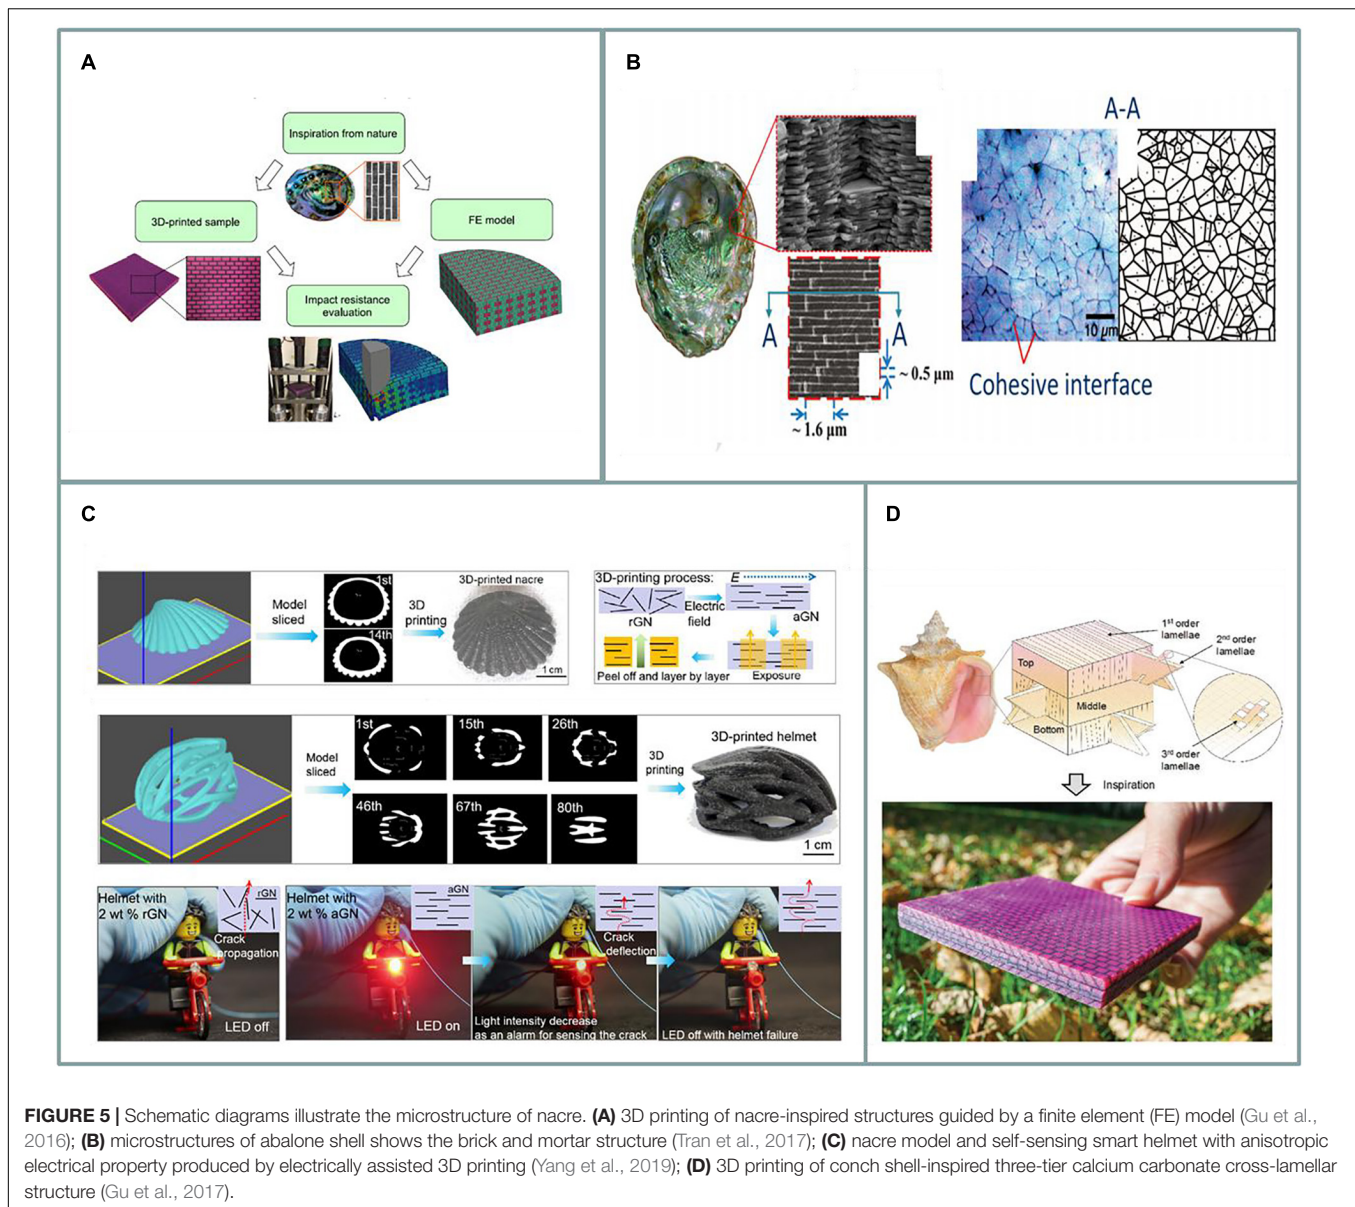 A
Inspiration from nature
3D-printed sample
FE model
Impact resistance
evaluation
B
A-A
A
A
10 µm
~ 0.5 µm
~ 1.6 µm
Cohesive interface
C
Model
sliced
1st
14th
3D
printing
3D-printed nacre
1 cm
3D-printing process:
E
rGN
Electric
field
aGN
Peel off and layer by layer
Exposure
Model
sliced
1st
15th
26th
46th
67th
80th
3D
printing
3D-printed helmet
1 cm
Helmet with
2 wt % rGN
rGN
Crack
propagation
LED off
Helmet with
2 wt % aGN
aGN
LED on
Crack
deflection
Light intensity decrease
as an alarm for sensing the crack
LED off with helmet failure
D
1st order
lamellae
2nd order
lamellae
Top
Middle
Bottom
3rd order
lamellae
Inspiration
FIGURE 5 | Schematic diagrams illustrate the microstructure of nacre. (A) 3D printing of nacre-inspired structures guided by a finite element (FE) model (Gu et al.,
2016); (B) microstructures of abalone shell shows the brick and mortar structure (Tran et al., 2017); (C) nacre model and self-sensing smart helmet with anisotropic
electrical property produced by electrically assisted 3D printing (Yang et al., 2019); (D) 3D printing of conch shell-inspired three-tier calcium carbonate cross-lamellar
structure (Gu et al., 2017).